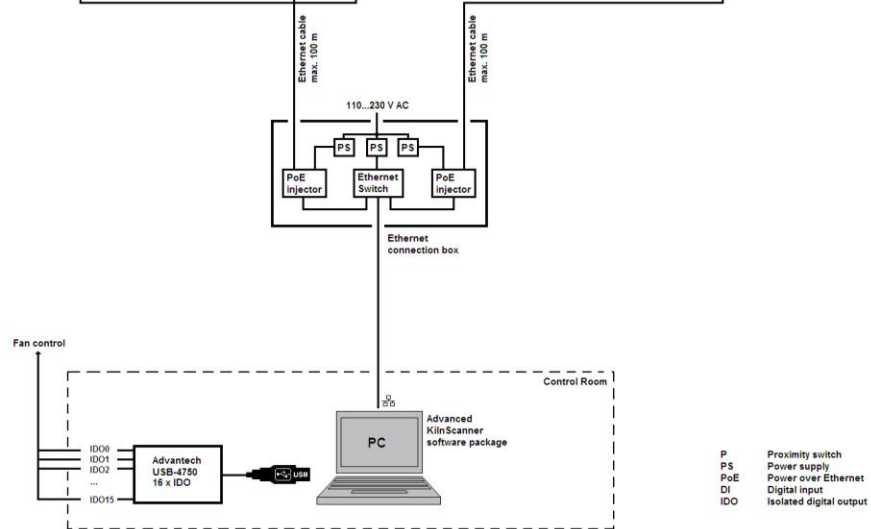 Ethernet cable
max. 100 m
Ethernet cable
max. 100 m
110...230 V AC
PS
PS
PS
PoE
injector
Ethernet
Switch
PoE
injector
Ethernet
connection box
Fan control
Control Room
IDO0
IDO1
IDO2
...
IDO15
Advantech
USB-4750
16 x IDO
USB
PC
Advanced
KilnScanner
software package
P Proximity switch
PS Power supply
PoE Power over Ethernet
DI Digital input
IDO Isolated digital output